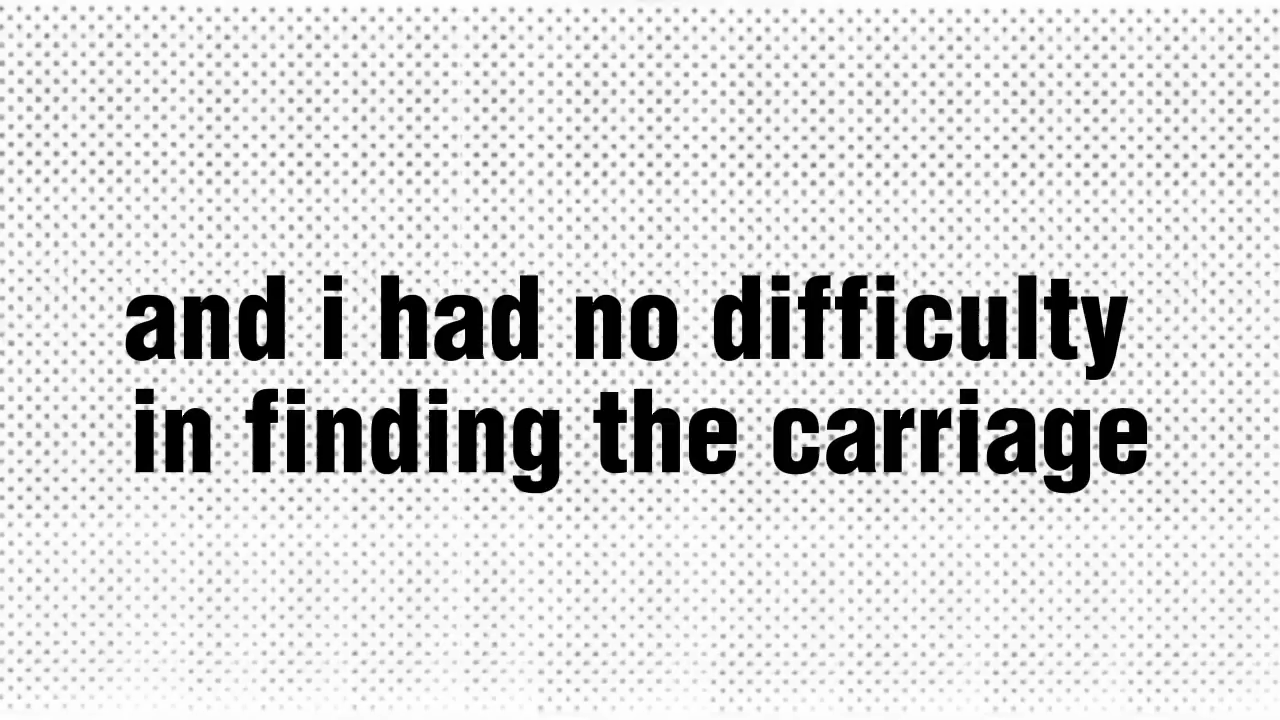 and i had no difficulty
in finding the carriage